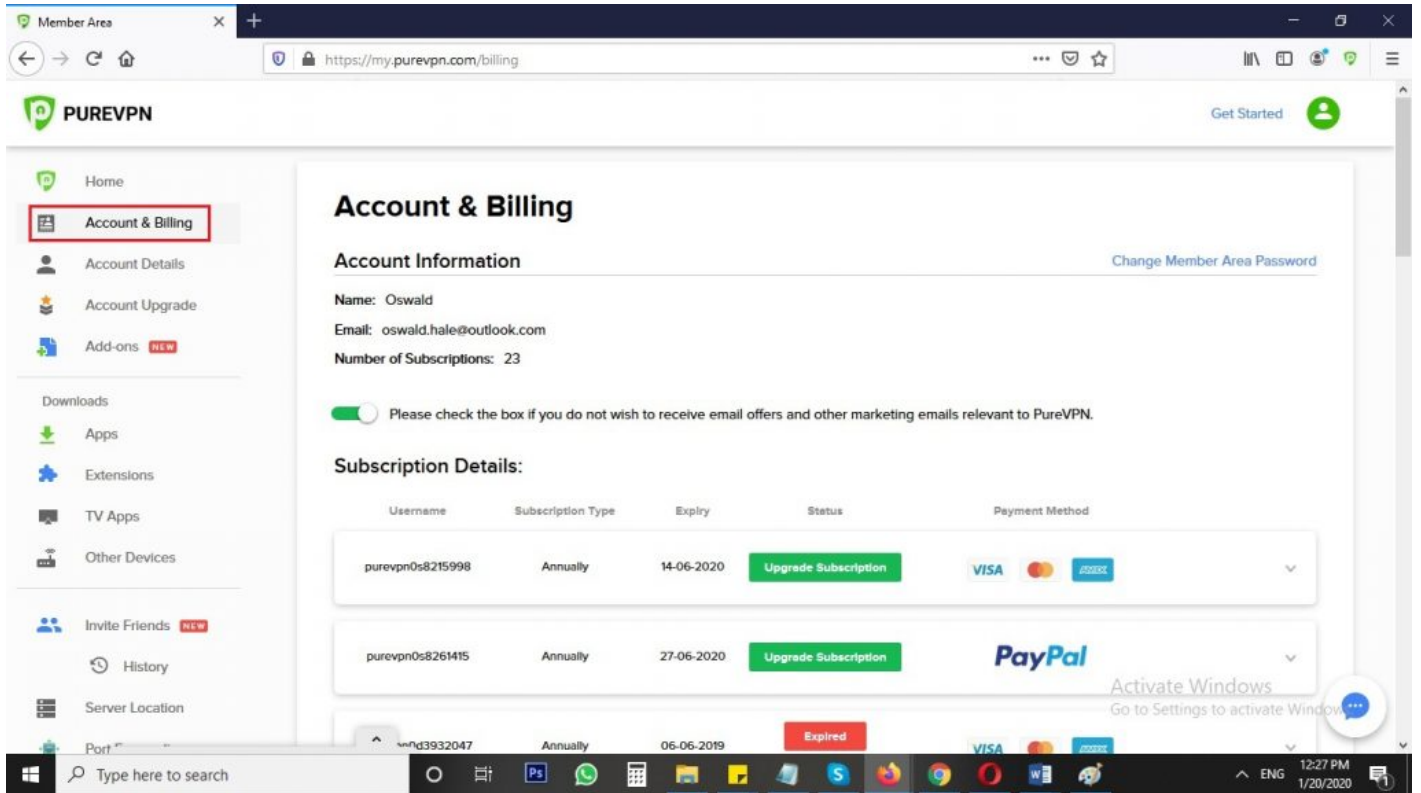 Member Area
https://my.purevpn.com/billing
PUREVPN
Get Started
Home
Account & Billing
Account Details
Account Upgrade
Add-ons NEW
Downloads
Apps
Extensions
TV Apps
Other Devices
Invite Friends NEW
History
Server Location
Port
Account & Billing
Account Information
Change Member Area Password
Name: Oswald
Email: oswald.hale@outlook.com
Number of Subscriptions: 23
Please check the box if you do not wish to receive email offers and other marketing emails relevant to PureVPN.
Subscription Details:
Username Subscription Type Expiry Status Payment Method
purevpn0s8215998 Annually 14-06-2020 Upgrade Subscription VISA AMEX
purevpn0s8261415 Annually 27-06-2020 Upgrade Subscription PayPal
Annually 06-06-2019 Expired VISA
Activate Windows
Go to Settings to activate Windows
Type here to search
Ps
S
W
ENG
12:27 PM
1/20/2020